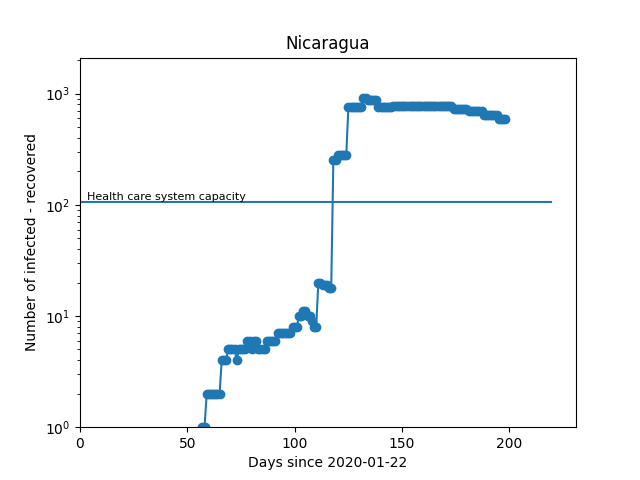 Nicaragua
Number of infected - recovered
10³
10²
10¹
10⁰
Health care system capacity
0 50 100 150 200
Days since 2020-01-22